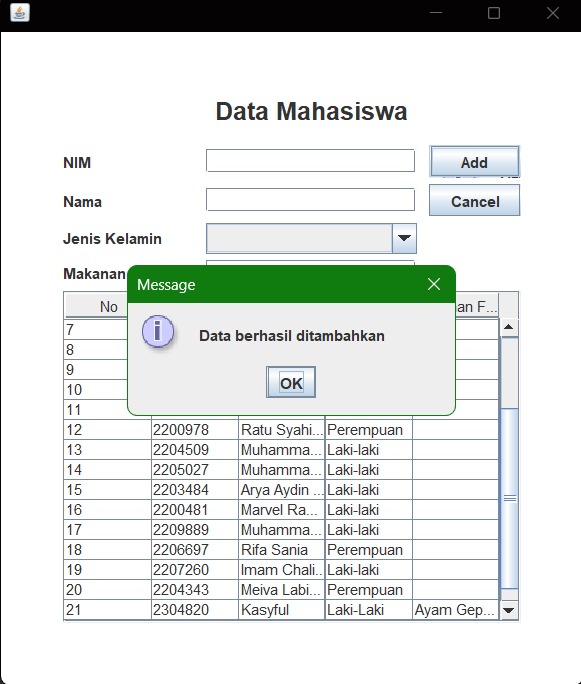 Data Mahasiswa
NIM
Add
Nama
Cancel
Jenis Kelamin
Makanan
Message
Data berhasil ditambahkan
OK
No an F...
7
8
9
10
11
12 2200978 Ratu Syahi... Perempuan
13 2204509 Muhamma... Laki-laki
14 2205027 Muhamma... Laki-laki
15 2203484 Arya Aydin ... Laki-laki
16 2200481 Marvel Ra... Laki-laki
17 2209889 Muhamma... Laki-laki
18 2206697 Rifa Sania Perempuan
19 2207260 Imam Chali... Laki-laki
20 2204343 Meiva Labi... Perempuan
21 2304820 Kasyful Laki-Laki Ayam Gep...